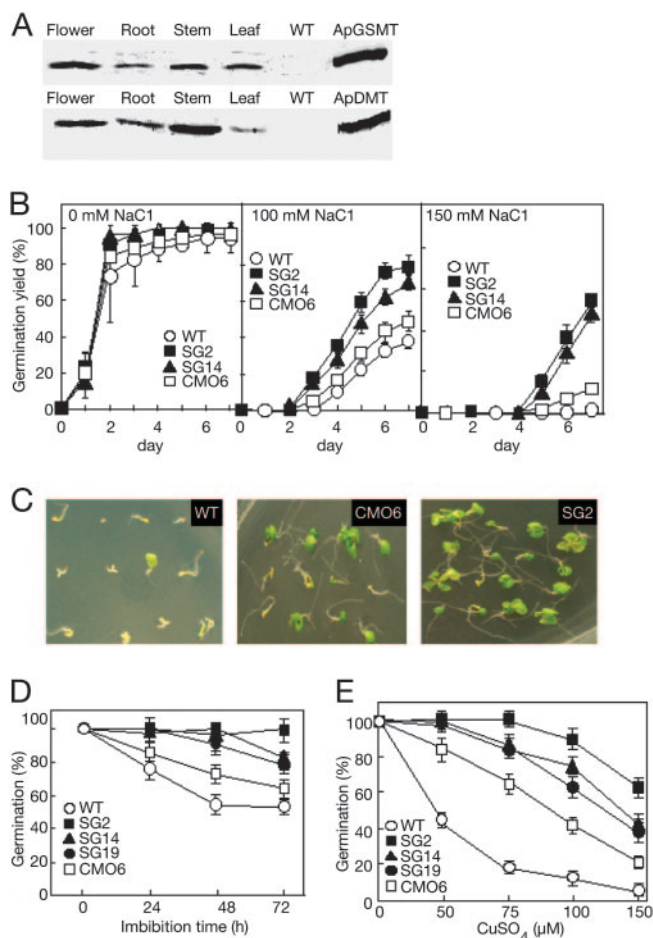 A
Flower Root Stem Leaf WT ApGSMT
Flower Root Stem Leaf WT ApDMT
B
0 mM NaC1 100 mM NaC1 150 mM NaC1
Germination yield (%)
100
80
60
40
20
0
WT
SG2
SG14
CMO6
WT
SG2
SG14
CMO6
WT
SG2
SG14
CMO6
0 2 4 6 0 2 4 6 0 2 4 6
day day day
C
WT CMO6 SG2
D
Germination (%)
100
80
60
40
20
0
WT
SG2
SG14
SG19
CMO6
0 24 48 72
Imbibition time (h)
E
Germination (%)
100
80
60
40
20
0
WT
SG2
SG14
SG19
CMO6
0 50 75 100 150
CuSO4 (µM)